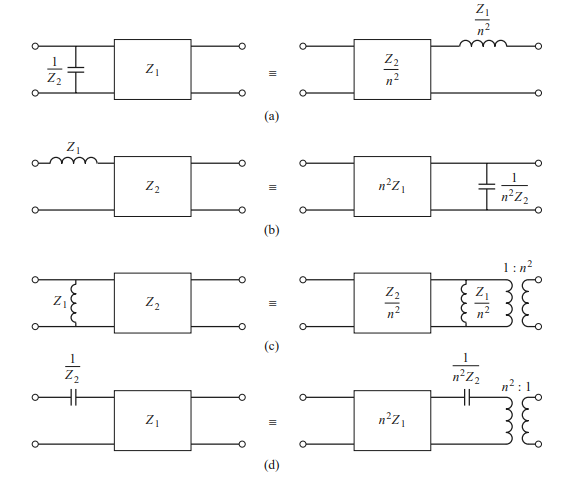 1
Z2
Z1
≡
Z2
n²
Z1
n²
(a)
Z1
Z2
≡
n²Z1
1
n²Z2
(b)
Z1
Z2
≡
Z2
n²
Z1
n²
1 : n²
(c)
1
Z2
Z1
≡
n²Z1
1
n²Z2
n² : 1
(d)